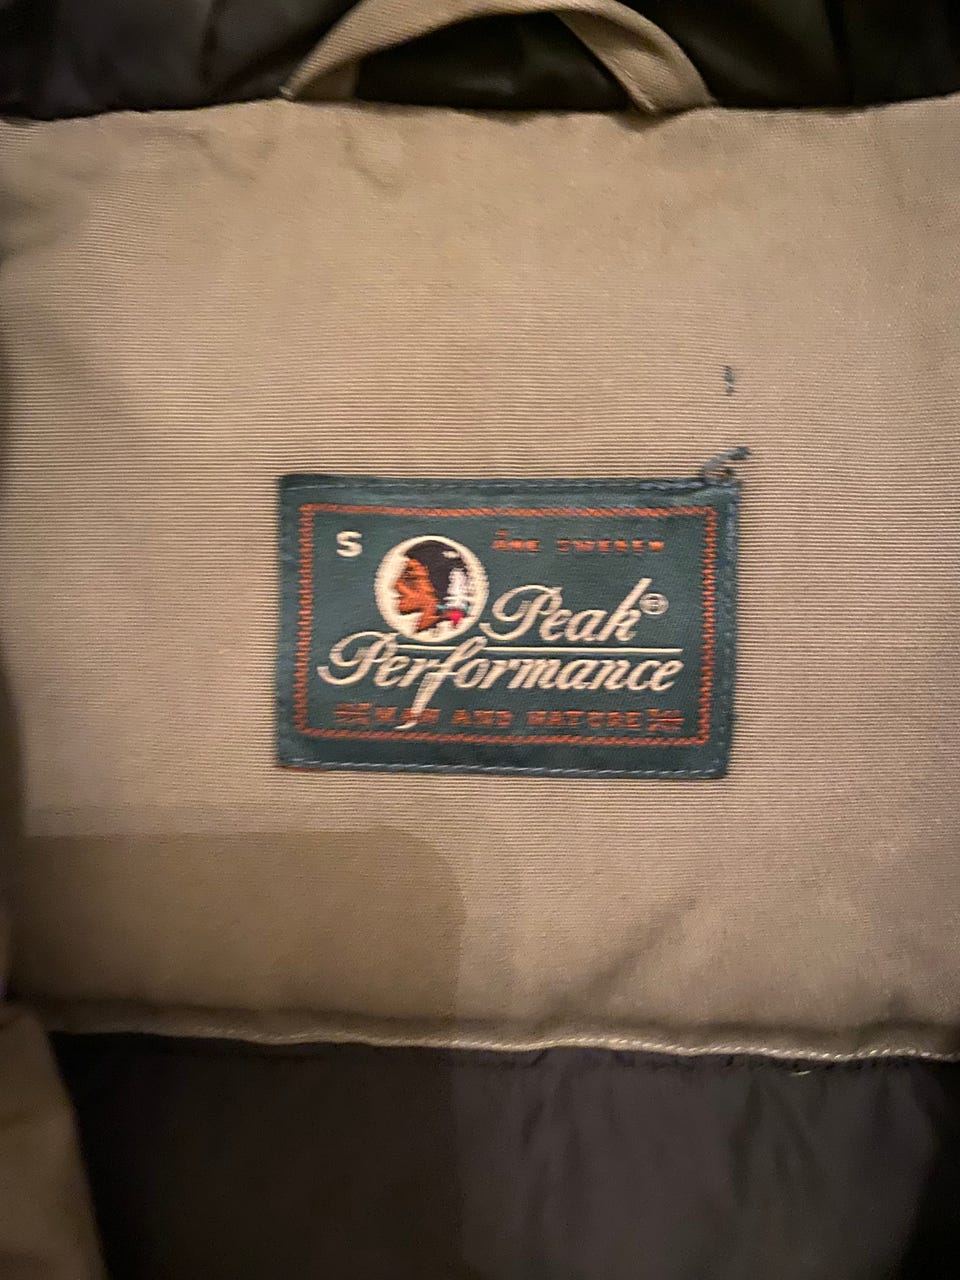 S
ÅRE SWEDEN
Peak®
Performance
MAN AND NATURE